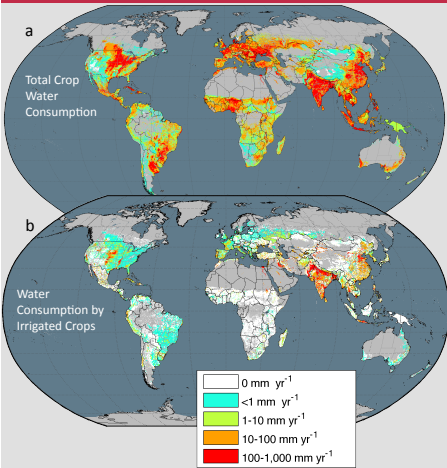 a
Total Crop
Water
Consumption
b
Water
Consumption by
Irrigated Crops
0 mm yr⁻¹
<1 mm yr⁻¹
1-10 mm yr⁻¹
10-100 mm yr⁻¹
100-1,000 mm yr⁻¹